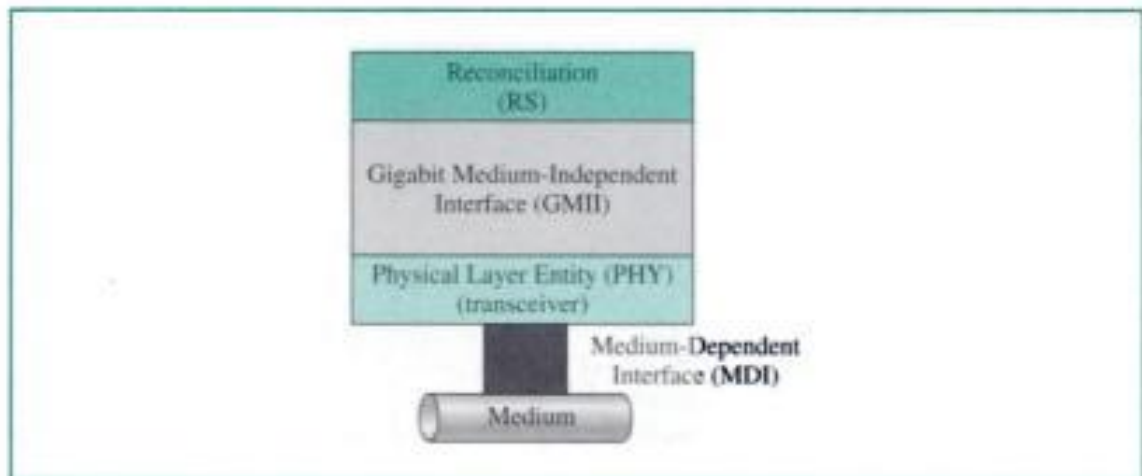 Reconciliation
(RS)
Gigabit Medium-Independent
Interface (GMII)
Physical Layer Entity (PHY)
(transceiver)
Medium-Dependent
Interface (MDI)
Medium